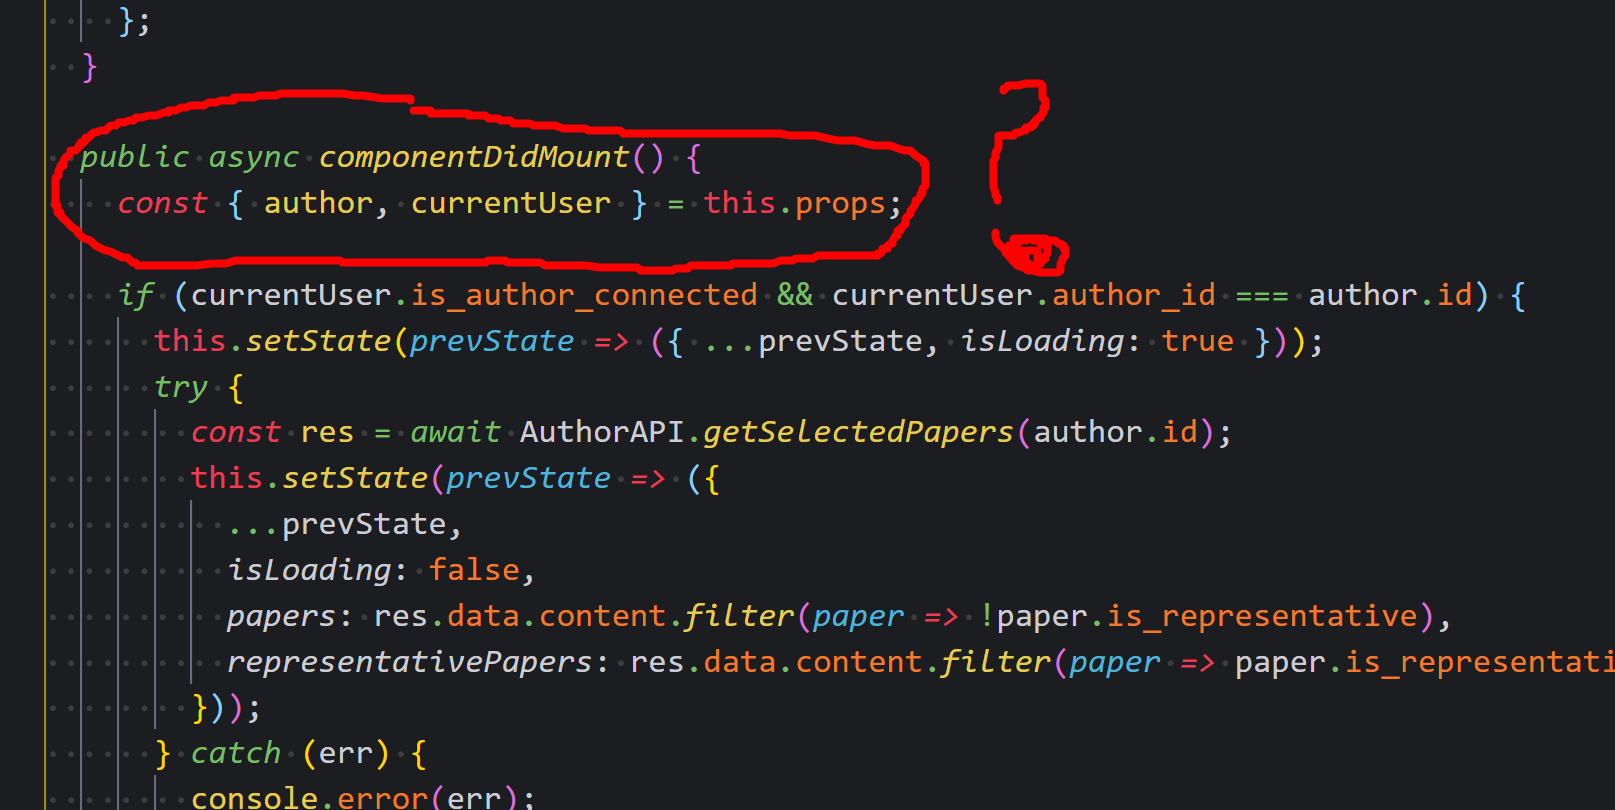 };
}
public async componentDidMount() {
const { author, currentUser } = this.props;
?
if (currentUser.is_author_connected && currentUser.author_id === author.id) {
this.setState(prevState => ({ ...prevState, isLoading: true }));
try {
const res = await AuthorAPI.getSelectedPapers(author.id);
this.setState(prevState => ({
...prevState,
isLoading: false,
papers: res.data.content.filter(paper => !paper.is_representative),
representativePapers: res.data.content.filter(paper => paper.is_representati
}));
} catch (err) {
console.error(err);